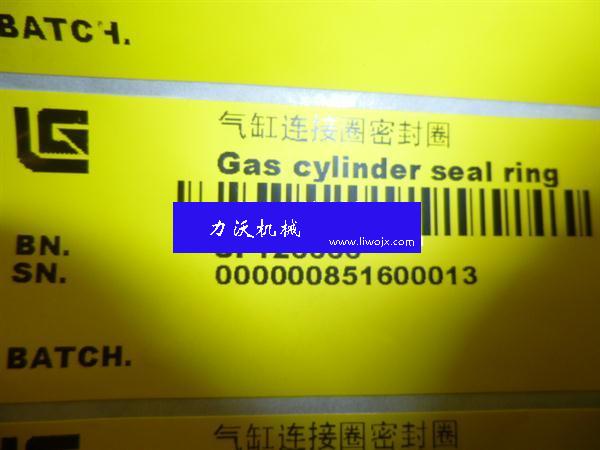 BATCH.
气缸连接圈密封圈
Gas cylinder seal ring
力沃机械
www.liwojx.com
BN.
SN. 000000851600013
BATCH.
气缸连接圈密封圈